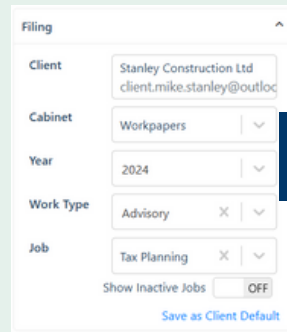 Filing
Client
Stanley Construction Ltd
client.mike.stanley@outloc
Cabinet
Workpapers
Year
2024
Work Type
Advisory
Job
Tax Planning
Show Inactive Jobs
OFF
Save as Client Default